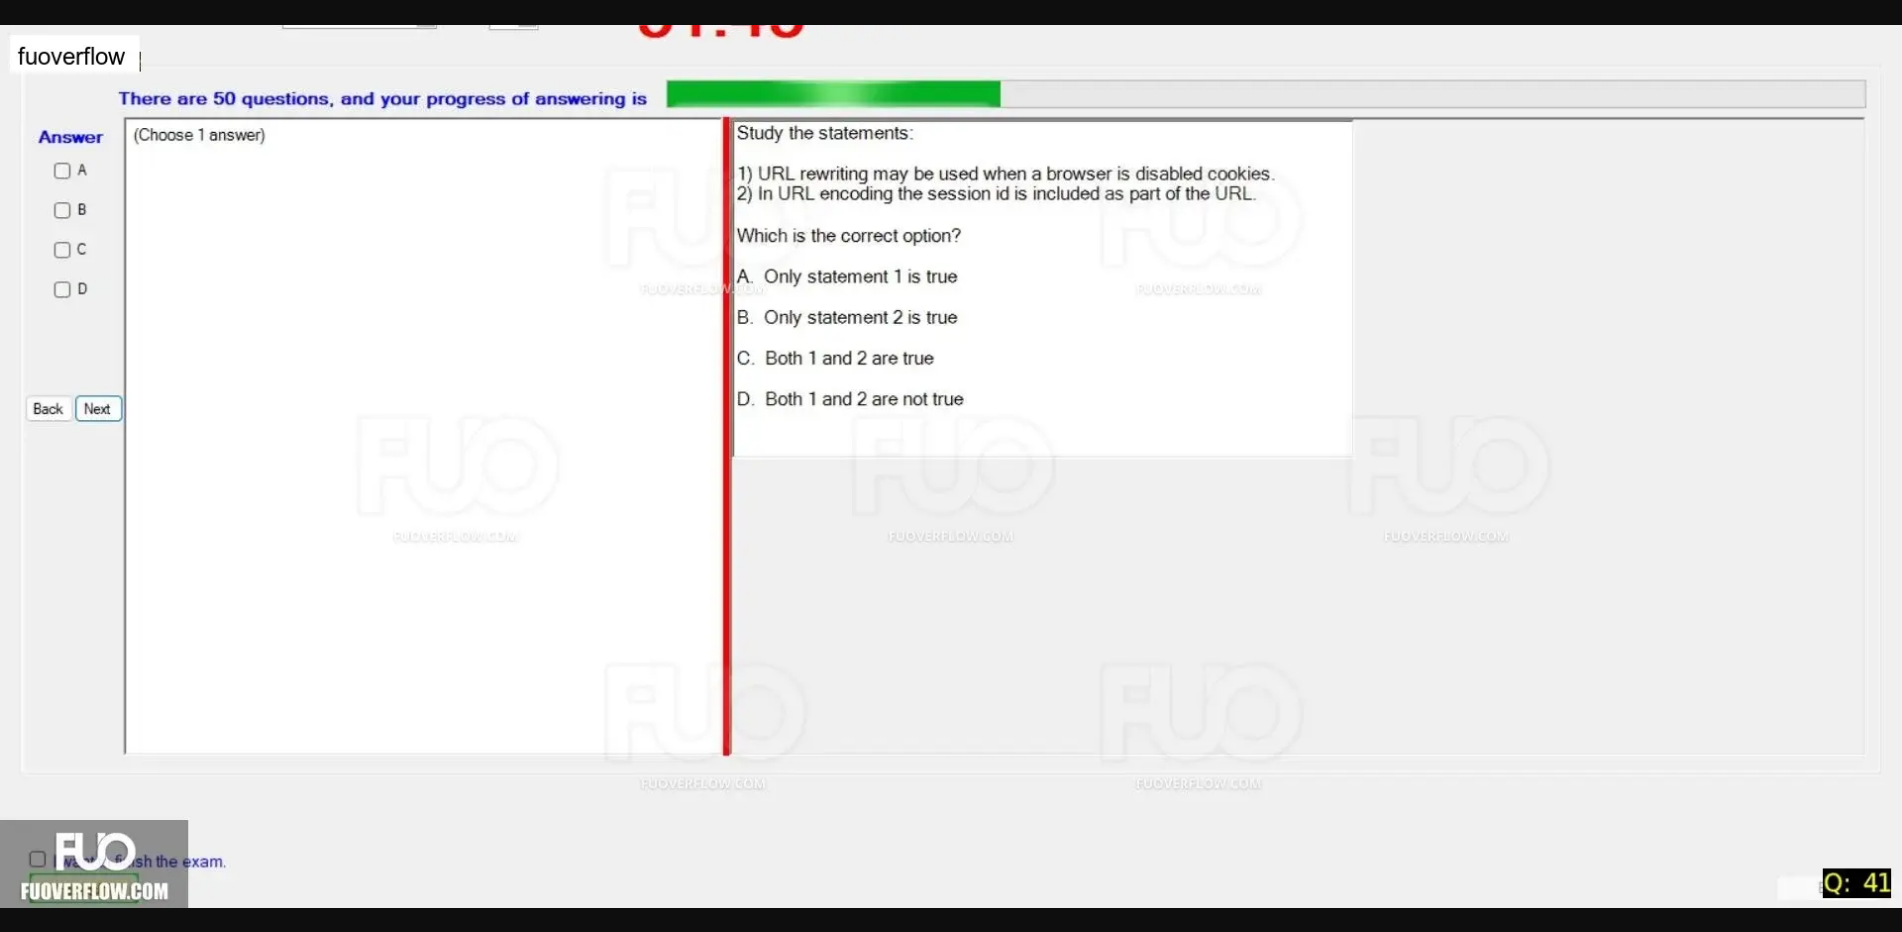 fuoverflow
There are 50 questions, and your progress of answering is
Answer
(Choose 1 answer)
A
B
C
D
Back
Next
Study the statements:
1) URL rewriting may be used when a browser is disabled cookies.
2) In URL encoding the session id is included as part of the URL.
Which is the correct option?
A. Only statement 1 is true
B. Only statement 2 is true
C. Both 1 and 2 are true
D. Both 1 and 2 are not true
FUO
FUOVERFLOW.COM
FUO
FUOVERFLOW.COM
FUO
FUOVERFLOW.COM
FUO
FUOVERFLOW.COM
FUO
FUOVERFLOW.COM
FUO
FUOVERFLOW.COM
FUO
FUOVERFLOW.COM
the exam.
FUO
FUOVERFLOW.COM
Q: 41